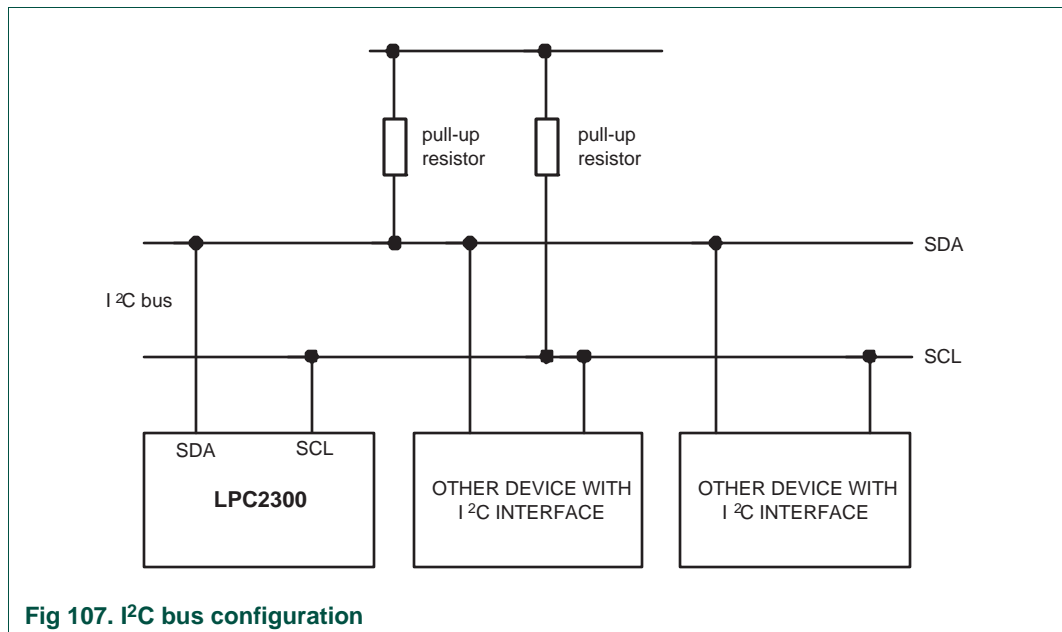 pull-up
resistor
pull-up
resistor
SDA
I ²C bus
SCL
SDA
SCL
LPC2300
OTHER DEVICE WITH
I ²C INTERFACE
OTHER DEVICE WITH
I ²C INTERFACE
Fig 107. I²C bus configuration